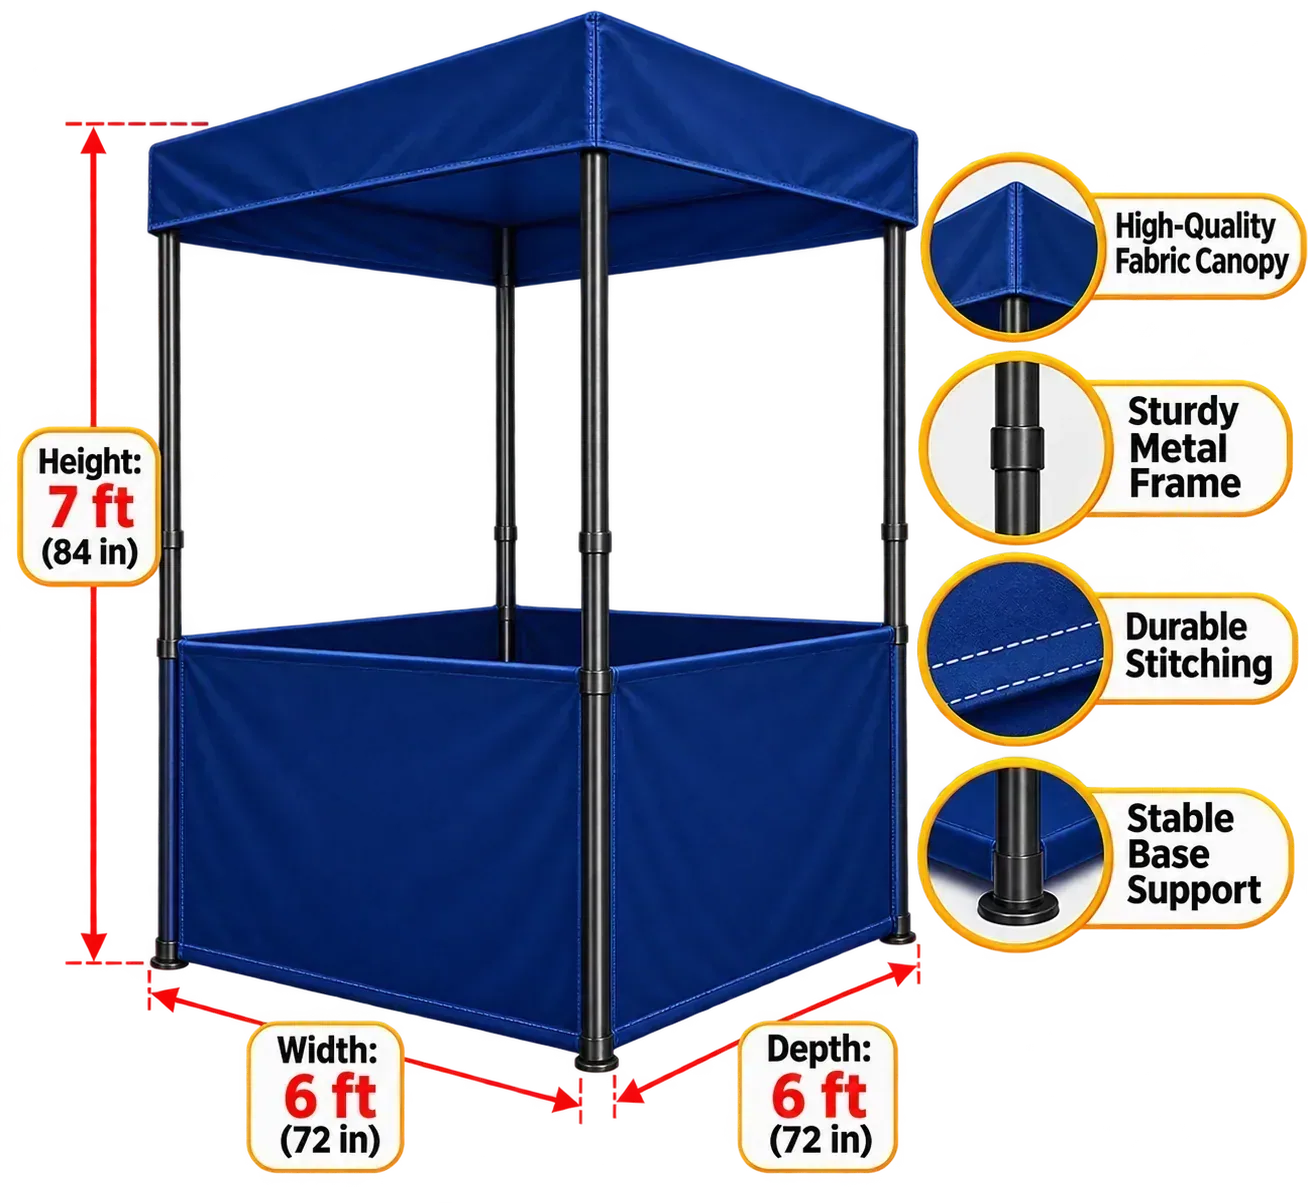 High-Quality
Fabric Canopy
Sturdy
Metal
Frame
Height:
7 ft
(84 in)
Durable
Stitching
Stable
Base
Support
Width:
6 ft
(72 in)
Depth:
6 ft
(72 in)